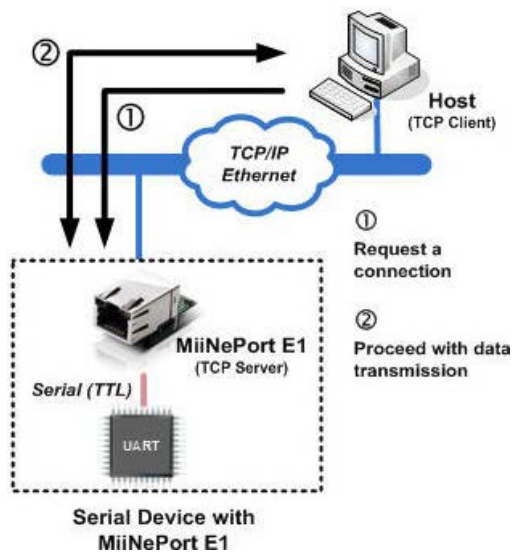 ②
①
Host
(TCP Client)
TCP/IP
Ethernet
①
Request a
connection
②
Proceed with data
transmission
MiiNePort E1
(TCP Server)
Serial (TTL)
UART
Serial Device with
MiiNePort E1